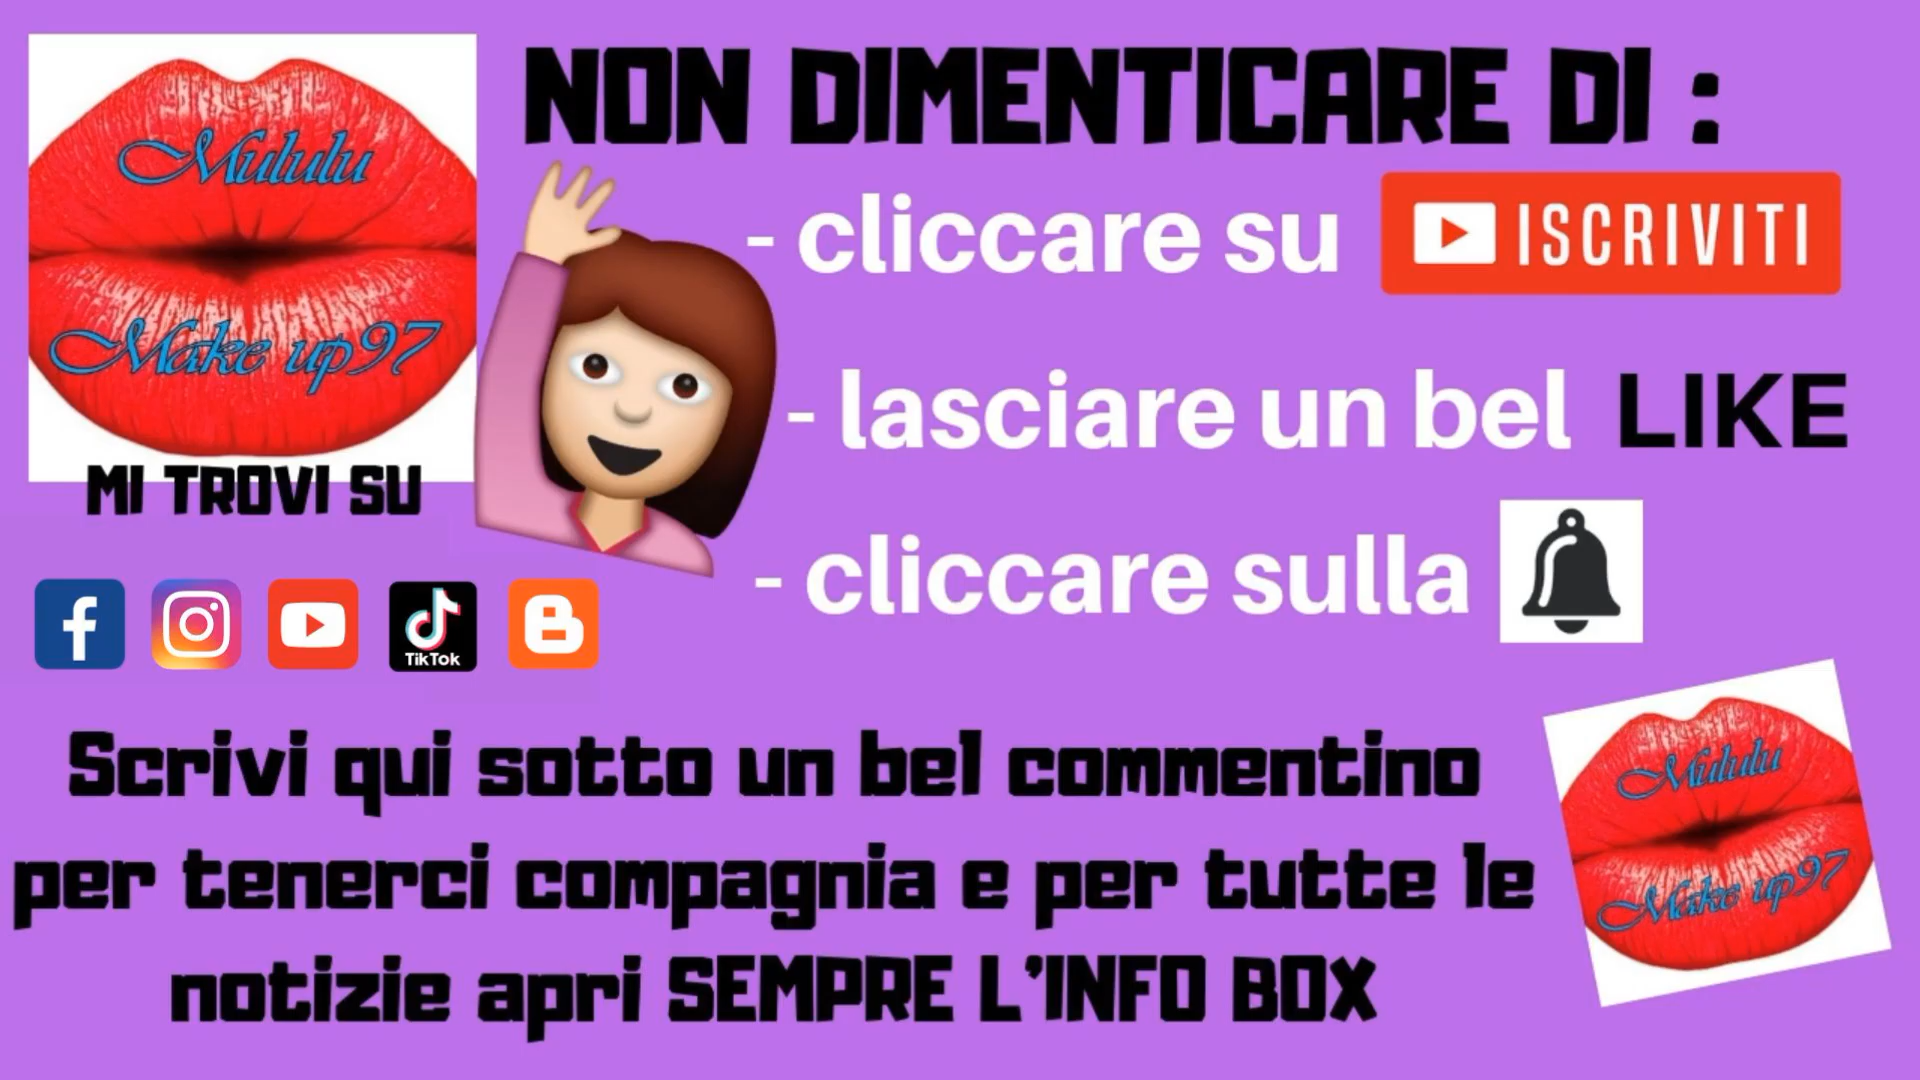 Mululu
Make up97
MI TROVI SU
TikTok
NON DIMENTICARE DI :
- cliccare su ISCRIVITI
- lasciare un bel LIKE
- cliccare sulla
Scrivi qui sotto un bel commentino
per tenerci compagnia e per tutte le
notizie apri SEMPRE L'INFO BOX
Mululu
Make up97